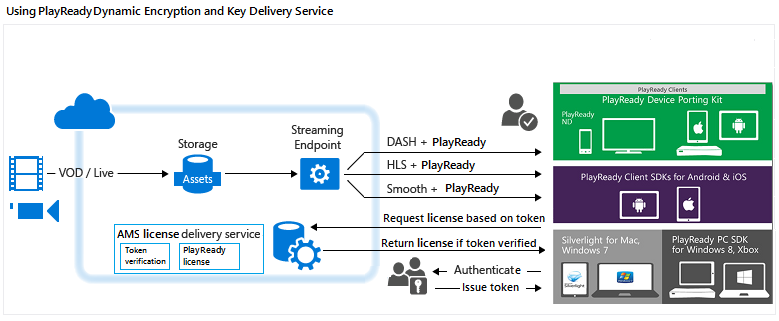 Using PlayReady Dynamic Encryption and Key Delivery Service
PlayReady Clients
PlayReady Device Porting Kit
PlayReady
ND
Streaming
Endpoint
Storage
Assets
VOD / Live
DASH + PlayReady
HLS + PlayReady
Smooth + PlayReady
PlayReady Client SDKs for Android & iOS
Request license based on token
AMS license delivery service
Token
verification
PlayReady
license
Return license if token verified
Silverlight for Mac,
Windows 7
Silverlight
PlayReady PC SDK
for Windows 8, Xbox
Authenticate
Issue token